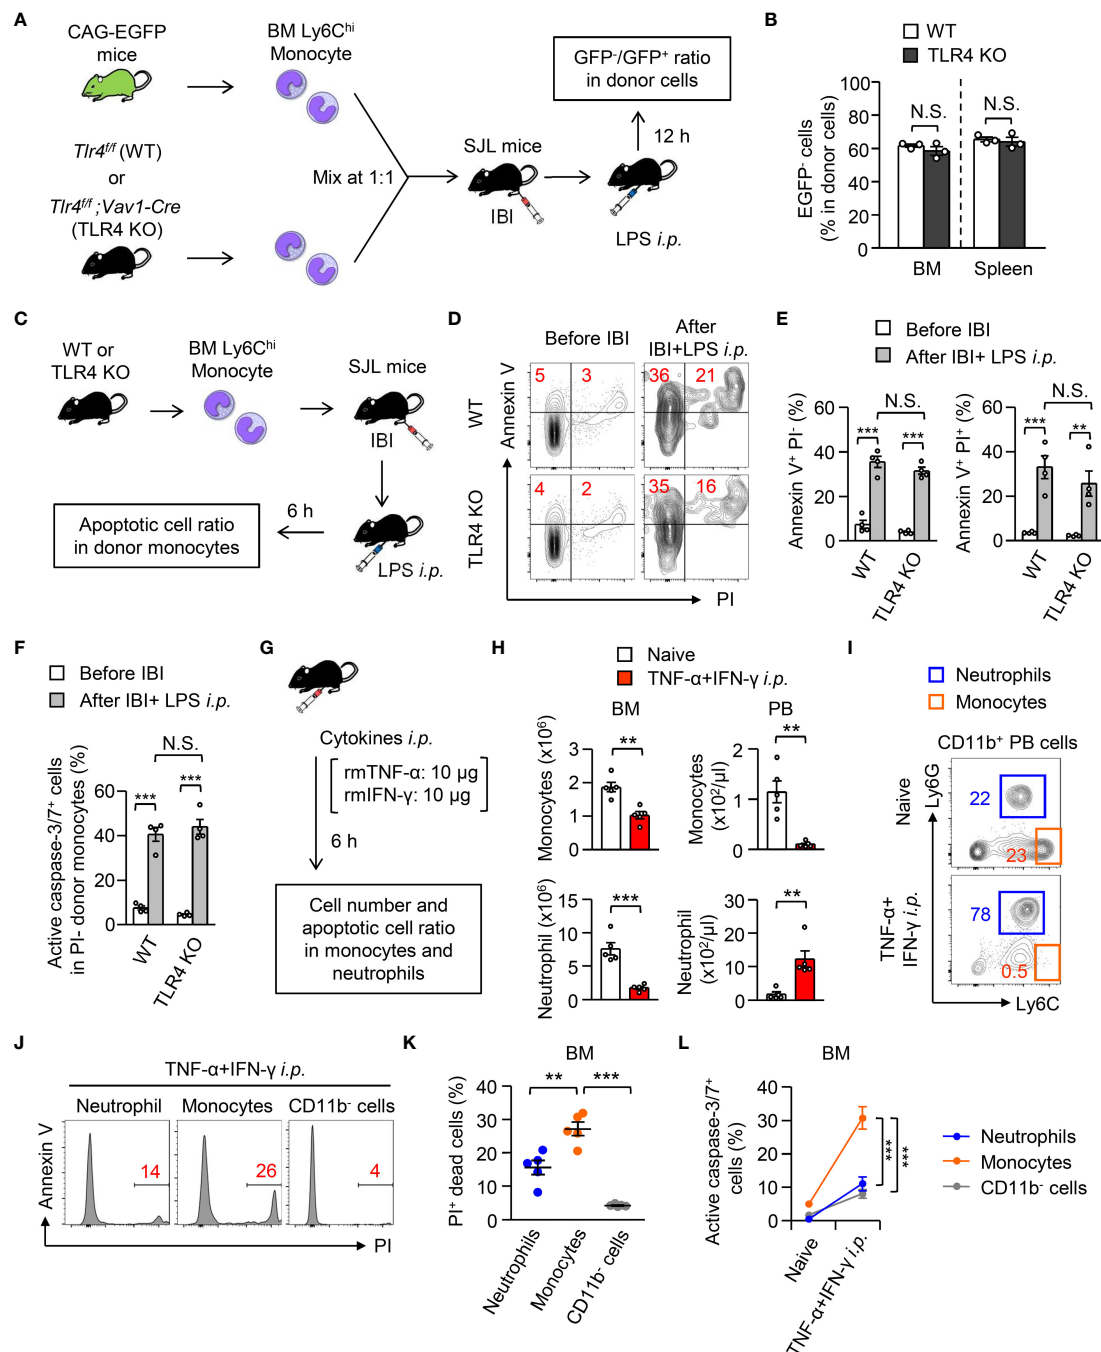 A
CAG-EGFP
mice
BM Ly6Chi
Monocyte
Tlr4f/f (WT)
or
Tlr4f/f;Vav1-Cre
(TLR4 KO)
Mix at 1:1
SJL mice
IBI
GFP-/GFP+ ratio
in donor cells
12 h
LPS i.p.
B
WT
TLR4 KO
EGFP- cells
(% in donor cells)
100
80
60
40
20
0
N.S.
N.S.
BM
Spleen
C
WT or
TLR4 KO
BM Ly6Chi
Monocyte
SJL mice
IBI
6 h
LPS i.p.
Apoptotic cell ratio
in donor monocytes
D
Before IBI
After
IBI+LPS i.p.
Annexin V
WT
5
3
36
21
TLR4 KO
4
2
35
16
PI
E
Before IBI
After IBI+ LPS i.p.
Annexin V+ PI- (%)
60
40
20
0
N.S.
***
***
WT
TLR4 KO
Annexin V+ PI+ (%)
60
40
20
0
N.S.
***
**
WT
TLR4 KO
F
Before IBI
After IBI+ LPS i.p.
Active caspase-3/7+ cells
in PI- donor monocytes (%)
60
40
20
0
N.S.
***
***
WT
TLR4 KO
G
Cytokines i.p.
rmTNF-α: 10 µg
rmIFN-γ: 10 µg
6 h
Cell number and
apoptotic cell ratio
in monocytes and
neutrophils
H
Naive
TNF-α+IFN-γ i.p.
BM
PB
Monocytes (x106)
3
2
1
0
**
Monocytes
(x102/µl)
2
1
0
**
Neutrophil (x106)
15
10
5
0
***
Neutrophil
(x102/µl)
30
20
10
0
**
I
Neutrophils
Monocytes
CD11b+ PB cells
Ly6G
Naive
22
23
TNF-α+
IFN-γ i.p.
78
0.5
Ly6C
J
TNF-α+IFN-γ i.p.
Neutrophil
Monocytes
CD11b- cells
Annexin V
14
26
4
PI
K
BM
PI+ dead cells (%)
40
30
20
10
0
**
***
Neutrophils
Monocytes
CD11b- cells
L
BM
Active caspase-3/7+
cells (%)
40
30
20
10
0
***
***
Naive
TNF-α+IFN-γ i.p.
Neutrophils
Monocytes
CD11b- cells